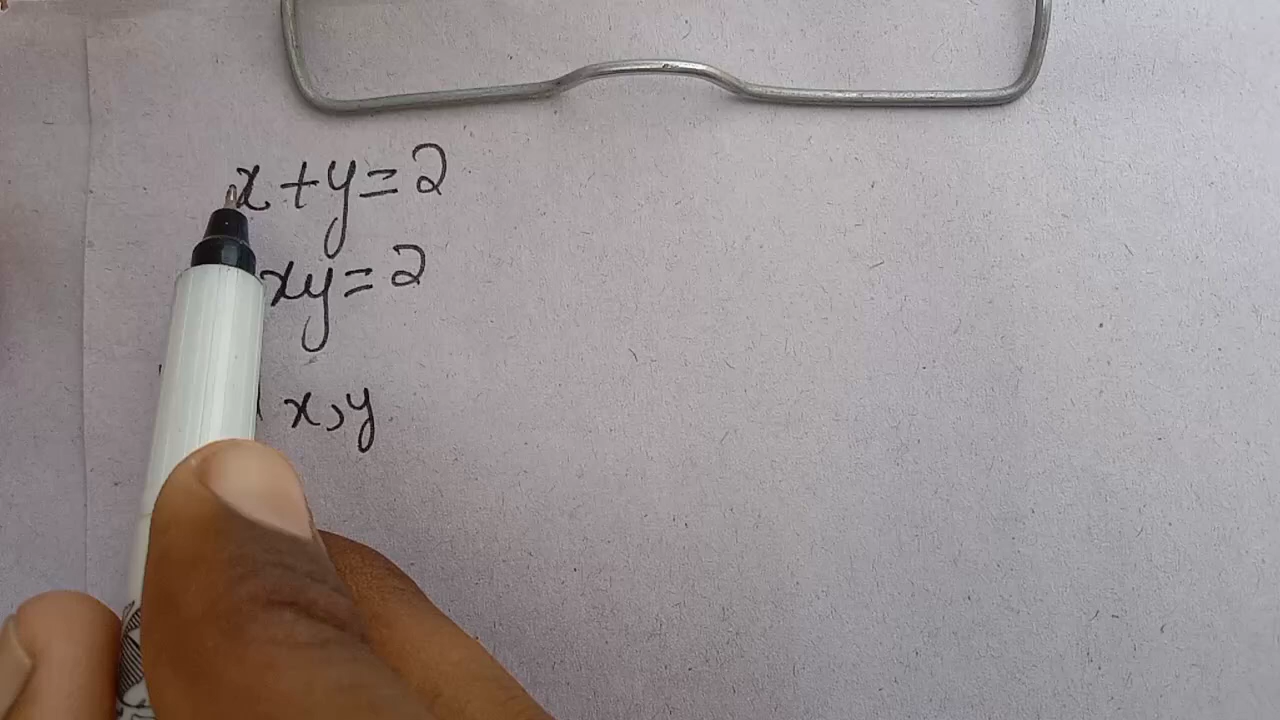 x + y = 2
xy = 2
x, y